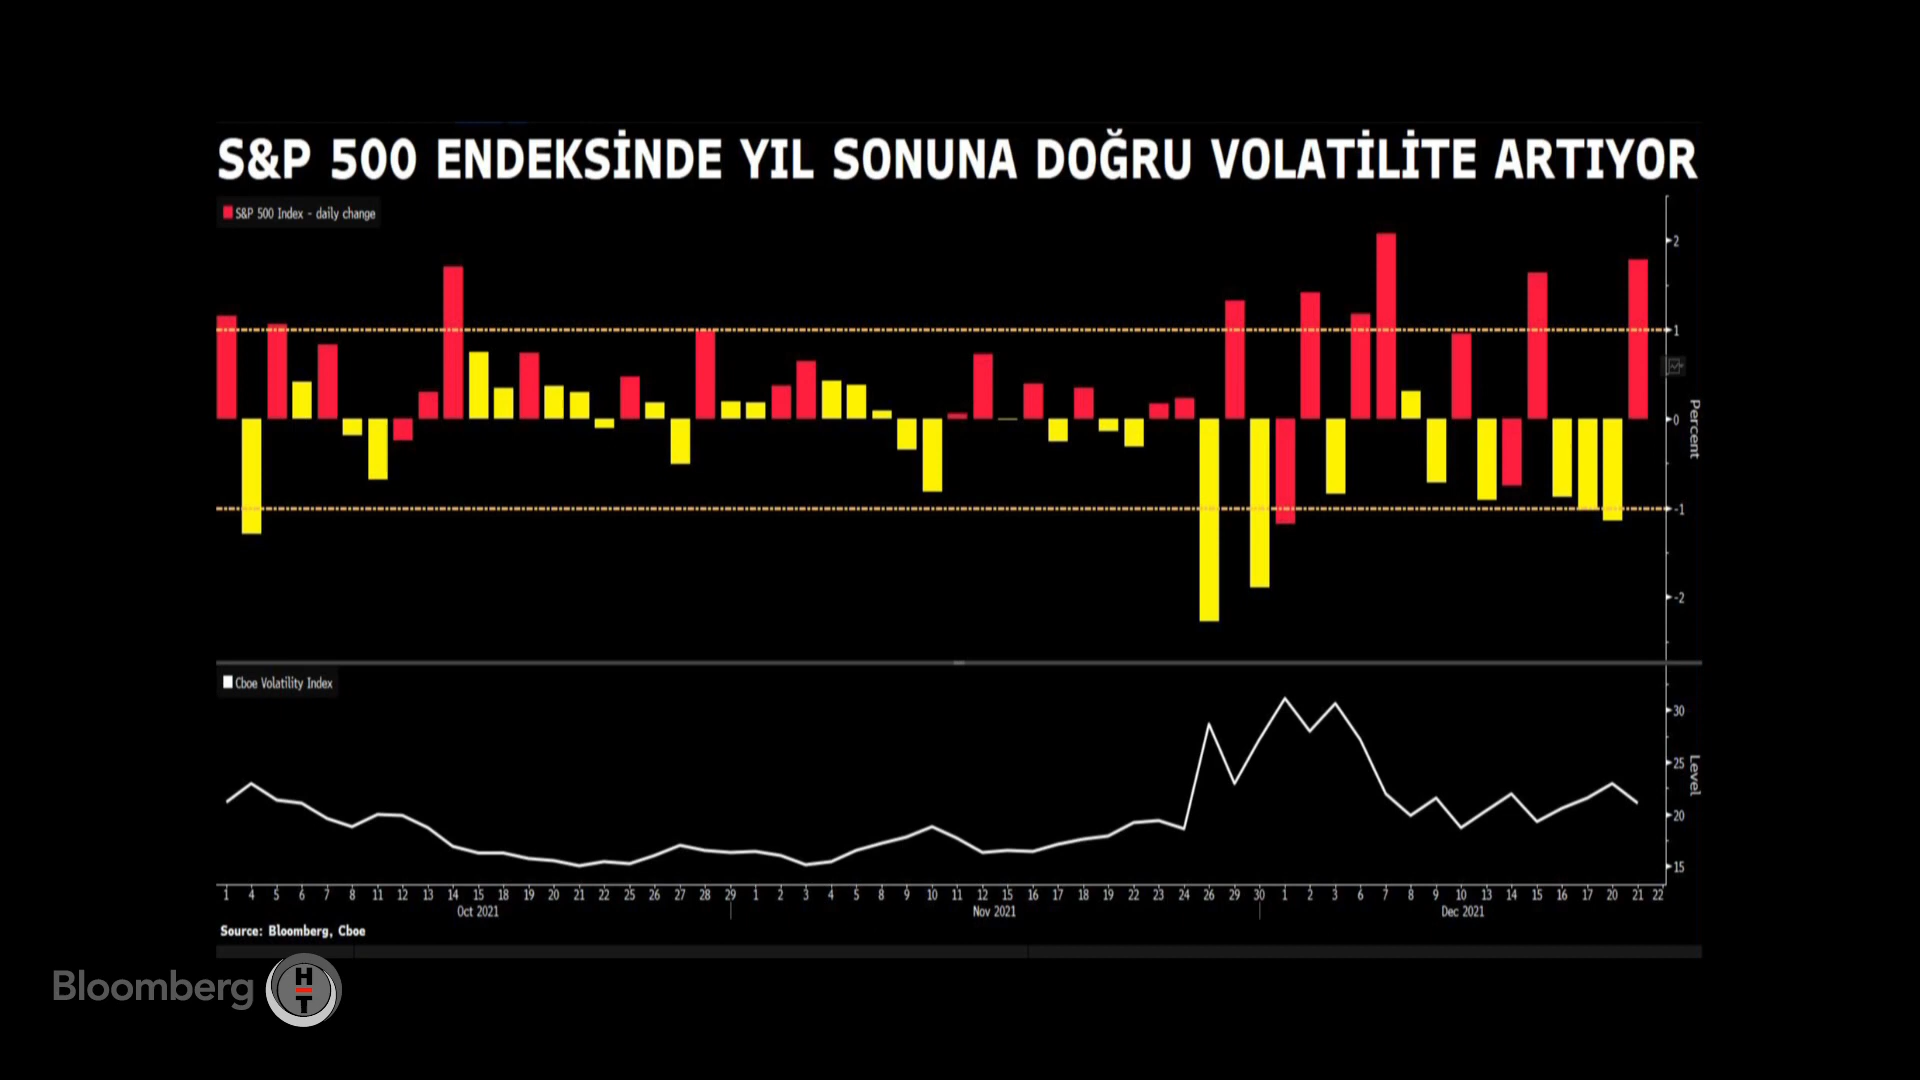 S&P 500 ENDEKSİNDE YIL SONUNA DOĞRU VOLATİLİTE ARTIYOR
S&P 500 Index - daily change
2
1
0
-1
-2
Percent
Cboe Volatility Index
30
25
20
15
Level
1 4 5 6 7 8 11 12 13 14 15 18 19 20 21 22 25 26 27 28 29 1 2 3 4 5 8 9 10 11 12 15 16 17 18 19 22 23 24 26 29 30 1 2 3 6 7 8 9 10 13 14 15 16 17 20 21 22
Oct 2021 Nov 2021 Dec 2021
Source: Bloomberg, Cboe
Bloomberg HT